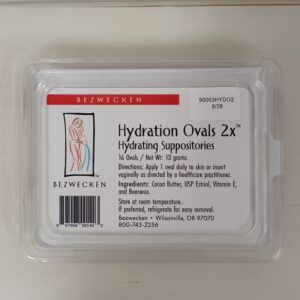 BEZWECKEN
90053HYDO2
8/28
Hydration Ovals 2x™
Hydrating Suppositories
16 Ovals / Net Wt: 13 grams
Directions: Apply 1 oval daily to skin or insert
vaginally as directed by a healthcare practitioner.
Ingredients: Cocoa Butter, USP Estriol, Vitamin E,
and Beeswax.
Store at room temperature.
If preferred, refrigerate for easy removal.
Bezwecken • Wilsonville, OR 97070
800-743-2256
BEZWECKEN